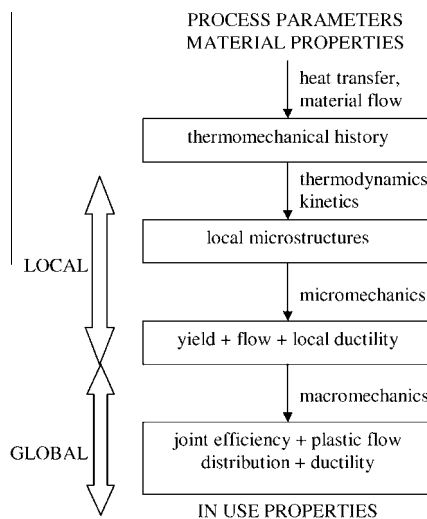 PROCESS PARAMETERS
MATERIAL PROPERTIES
heat transfer,
material flow
thermomechanical history
thermodynamics
kinetics
local microstructures
LOCAL
micromechanics
yield + flow + local ductility
macromechanics
joint efficiency + plastic flow
distribution + ductility
GLOBAL
IN USE PROPERTIES